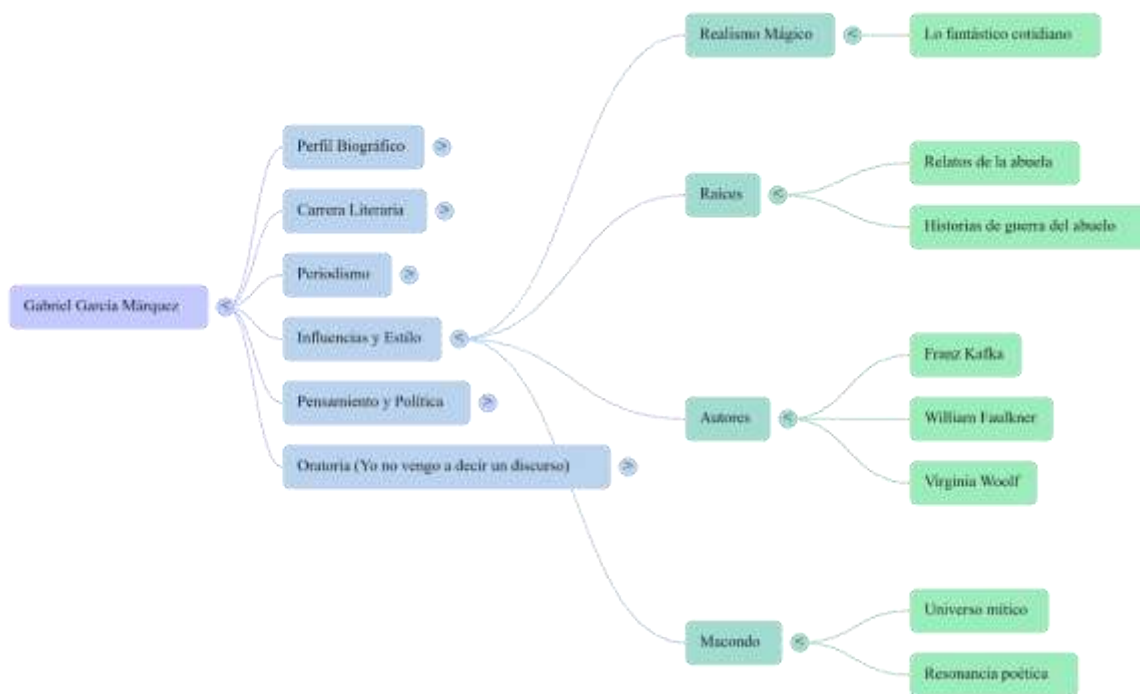 Gabriel García Márquez
Perfil Biográfico
Carrera Literaria
Periodismo
Influencias y Estilo
Pensamiento y Política
Oratoria (Yo no vengo a decir un discurso)
Realismo Mágico
Lo fantástico cotidiano
Raíces
Relatos de la abuela
Historias de guerra del abuelo
Autores
Franz Kafka
William Faulkner
Virginia Woolf
Macondo
Universo mítico
Resonancia poética